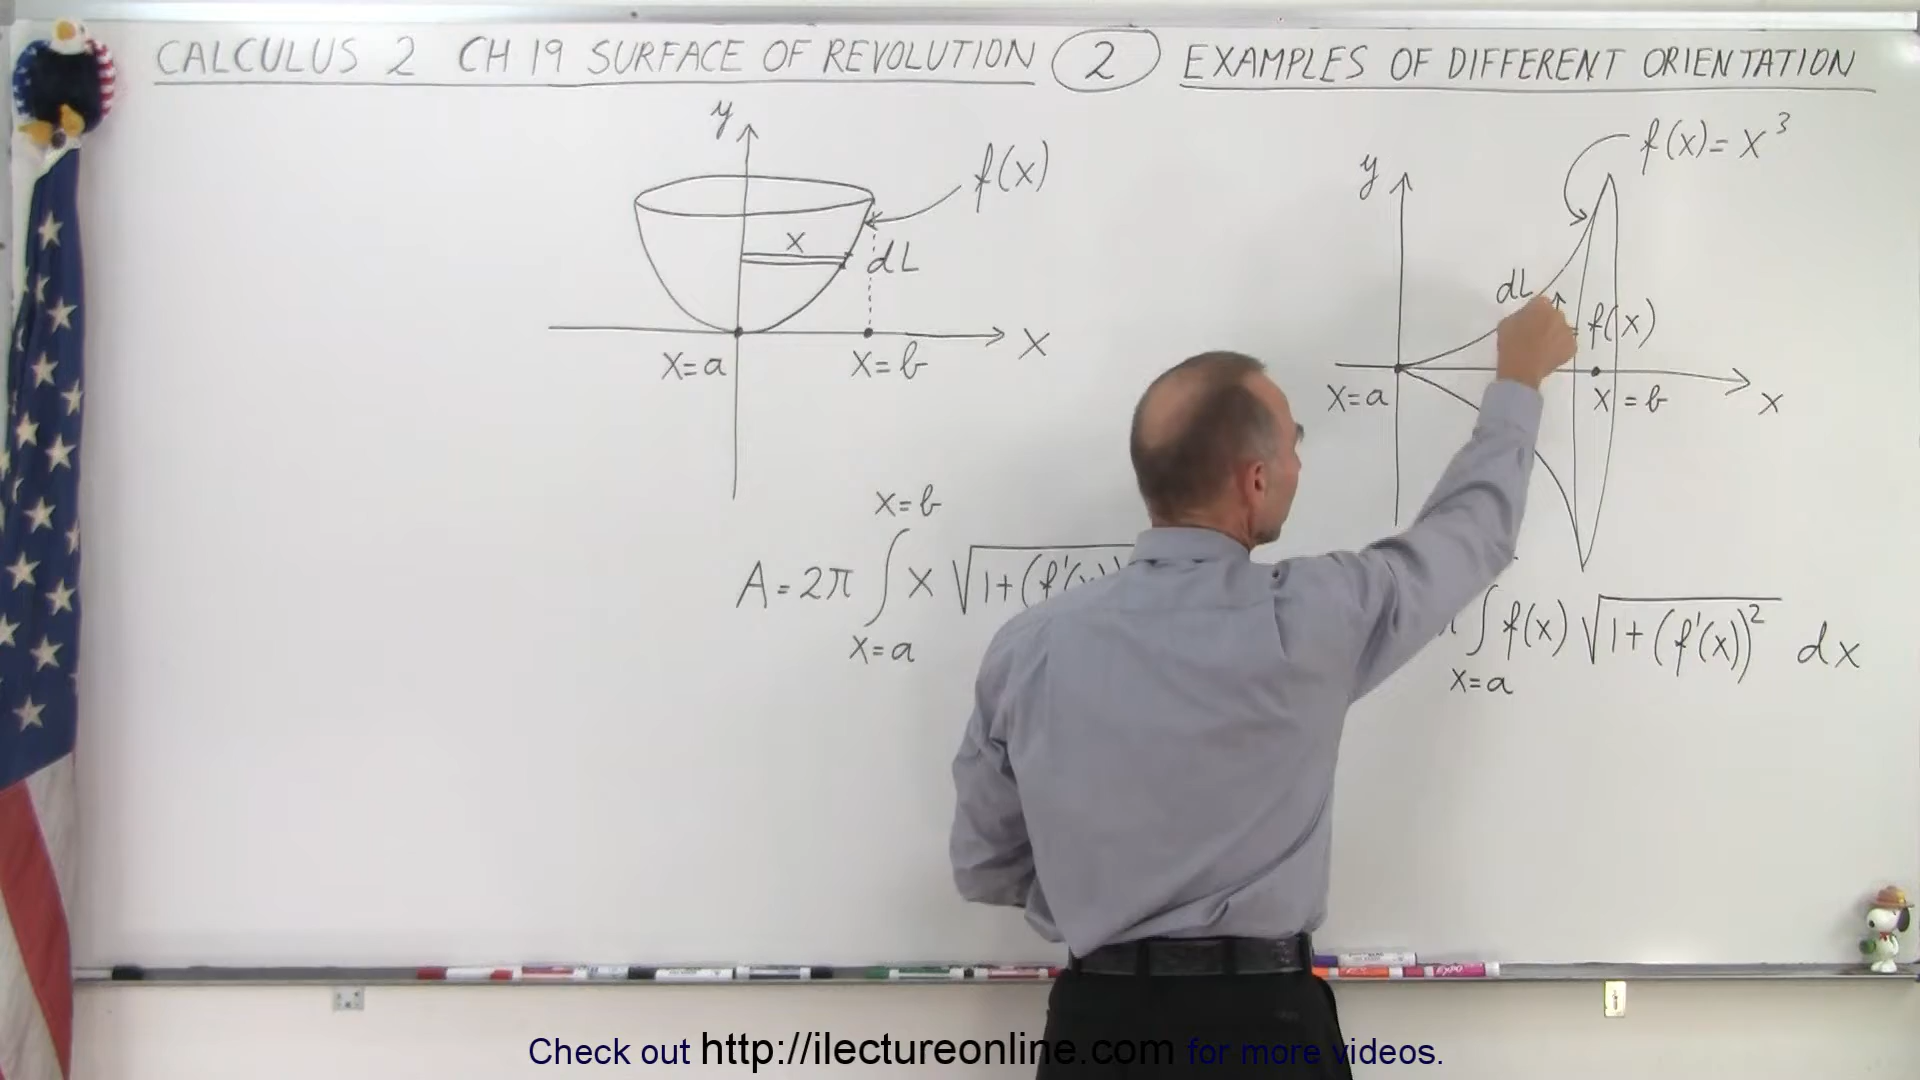 CALCULUS 2 CH 19 SURFACE OF REVOLUTION 2 EXAMPLES OF DIFFERENT ORIENTATION
y
f(x)
x
dL
x
x=a
x=b
x=b
A=2π ∫ x √1+(f'(x))
x=a
f(x)=x³
y
dL
f(x)
x=a
x=b
x
∫ f(x) √1+(f'(x))² dx
x=a
EXPO
Check out http://ilectureonline.com for more videos.